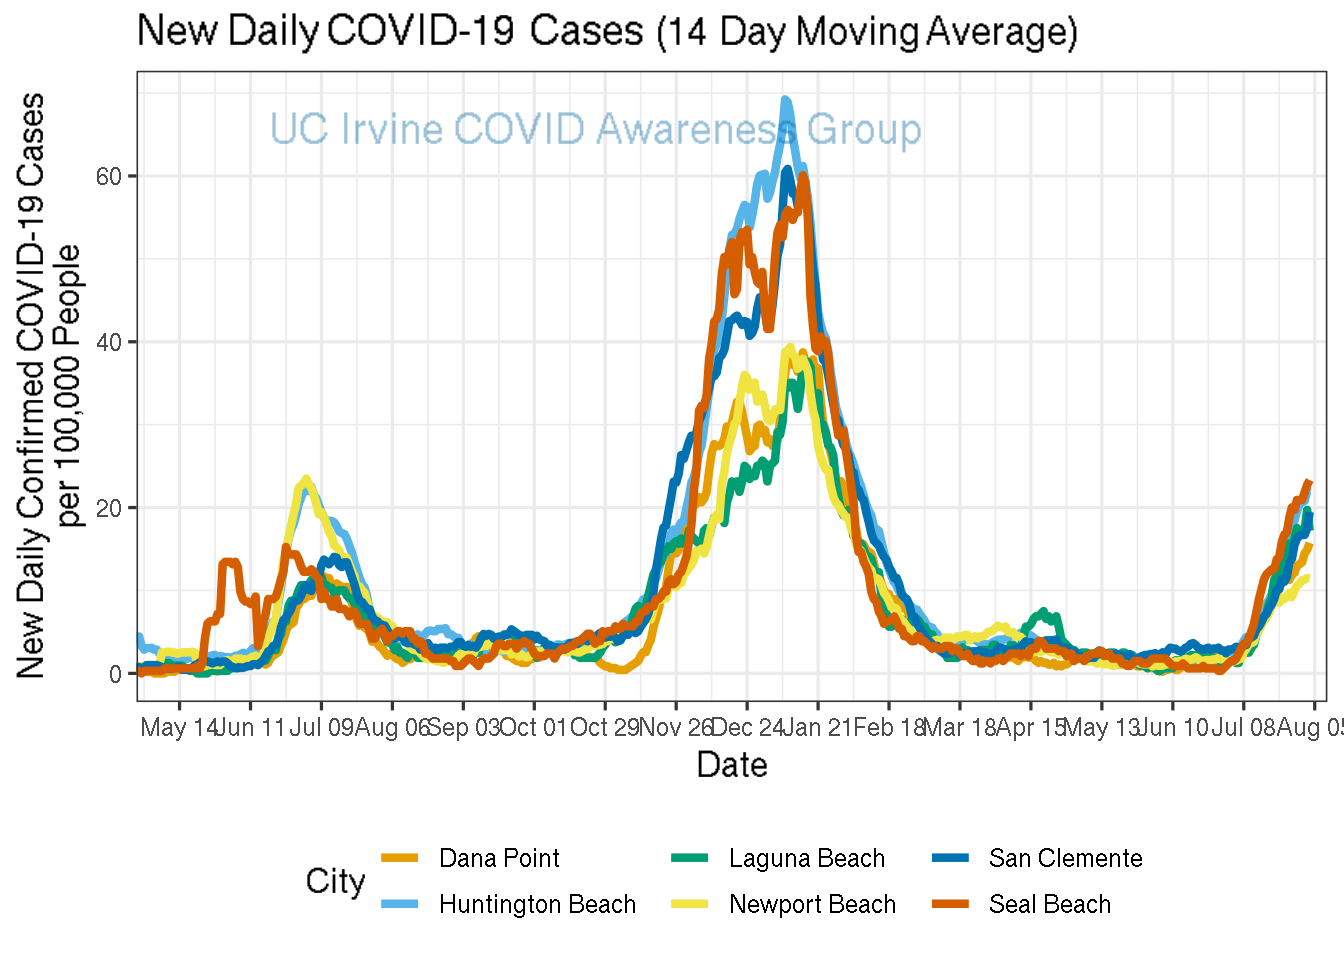 New Daily COVID-19 Cases (14 Day Moving Average)
UC Irvine COVID Awareness Group
New Daily Confirmed COVID-19 Cases
per 100,000 People
60
40
20
0
May 14 Jun 11 Jul 09 Aug 06 Sep 03 Oct 01 Oct 29 Nov 26 Dec 24 Jan 21 Feb 18 Mar 18 Apr 15 May 13 Jun 10 Jul 08 Aug 05
Date
City
Dana Point Laguna Beach San Clemente
Huntington Beach Newport Beach Seal Beach